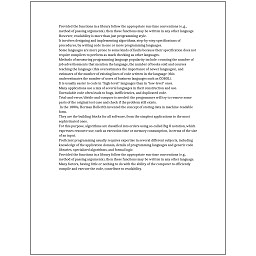 Provided the functions in a library follow the appropriate run-time conventions (e.g.,
method of passing arguments), then these functions may be written in any other language.
However, readability is more than just programming style.
It involves designing and implementing algorithms, step-by-step specifications of
procedures, by writing code in one or more programming languages.
Some languages are more prone to some kinds of faults because their specification does not
require compilers to perform as much checking as other languages.
Methods of measuring programming language popularity include: counting the number of
job advertisements that mention the language, the number of books sold and courses
teaching the language (this overestimates the importance of newer languages), and
estimates of the number of existing lines of code written in the language (this
underestimates the number of users of business languages such as COBOL).
It is usually easier to code in "high-level" languages than in "low-level" ones.
Many applications use a mix of several languages in their construction and use.
Unreadable code often leads to bugs, inefficiencies, and duplicated code.
Trial-and-error/divide-and-conquer is needed: the programmer will try to remove some
parts of the original test case and check if the problem still exists.
In the 1880s, Herman Hollerith invented the concept of storing data in machine-readable
form.
They are the building blocks for all software, from the simplest applications to the most
sophisticated ones.
For this purpose, algorithms are classified into orders using so-called Big O notation, which
expresses resource use, such as execution time or memory consumption, in terms of the size
of an input.
Proficient programming usually requires expertise in several different subjects, including
knowledge of the application domain, details of programming languages and generic code
libraries, specialized algorithms, and formal logic.
Provided the functions in a library follow the appropriate run-time conventions (e.g.,
method of passing arguments), then these functions may be written in any other language.
Many factors, having little or nothing to do with the ability of the computer to efficiently
compile and execute the code, contribute to readability.